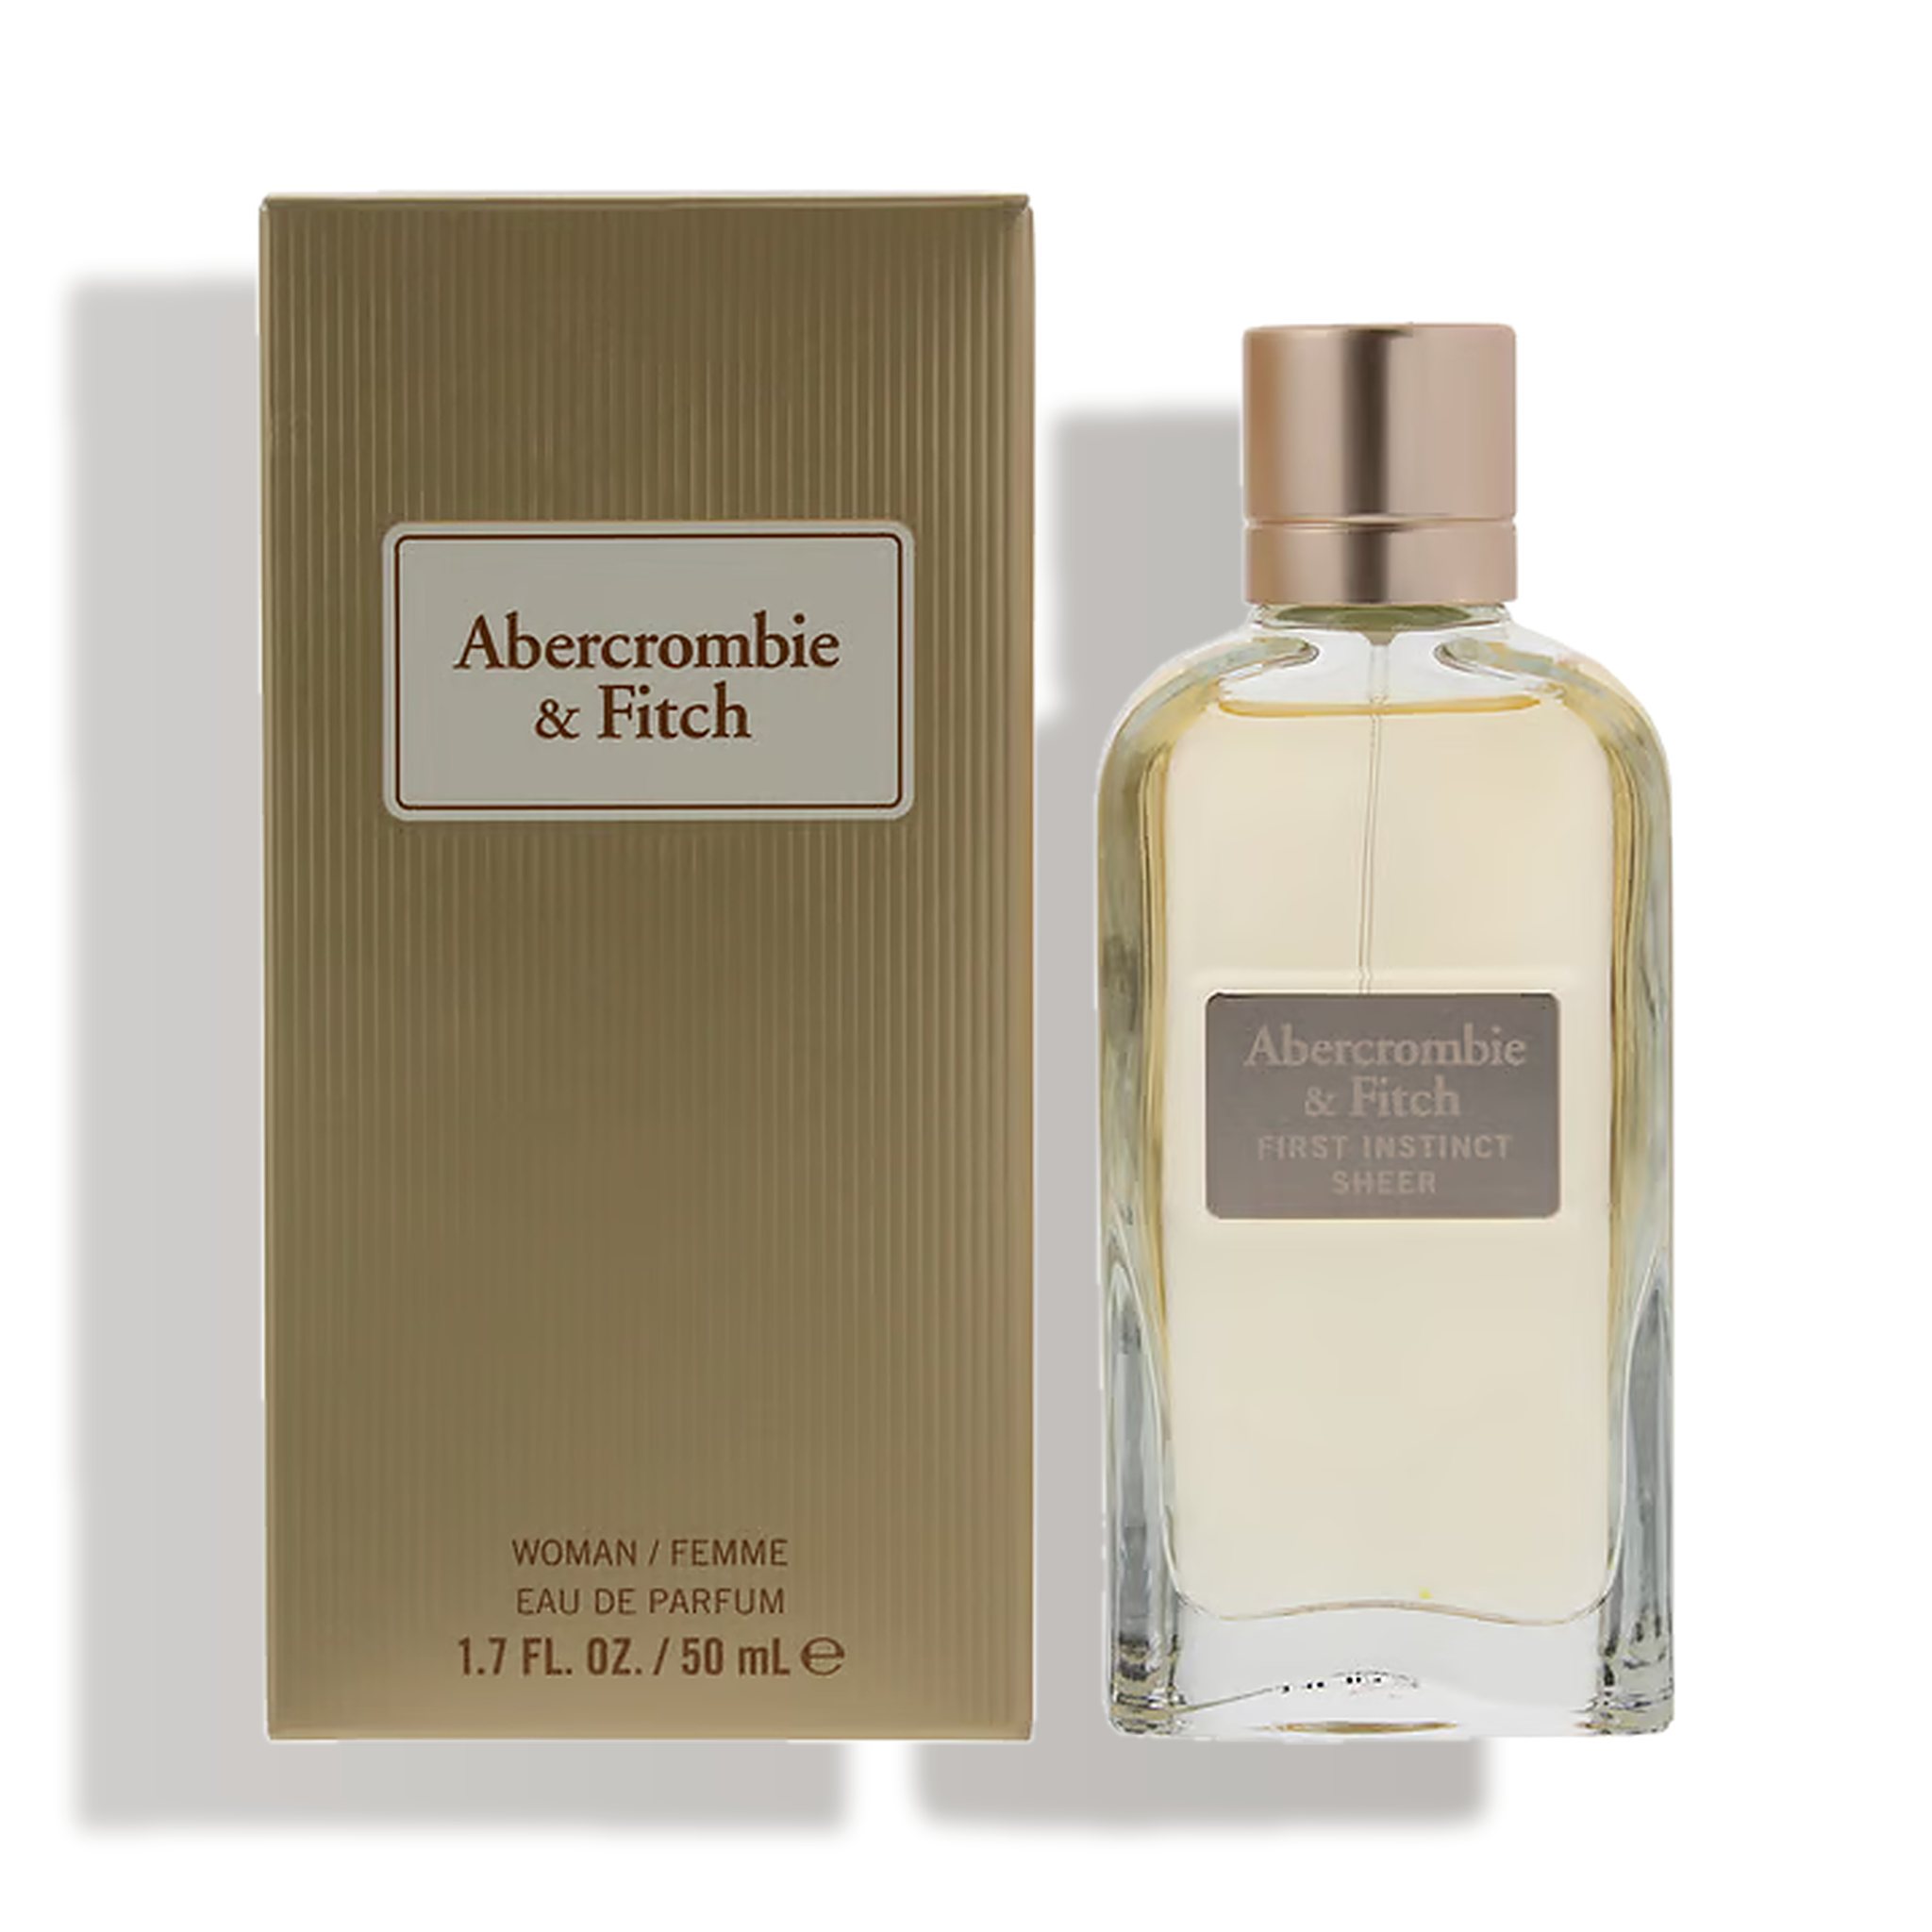 Abercrombie
& Fitch
WOMAN / FEMME
EAU DE PARFUM
1.7 FL. OZ. / 50 mL ℮
Abercrombie
& Fitch
FIRST INSTINCT
SHEER